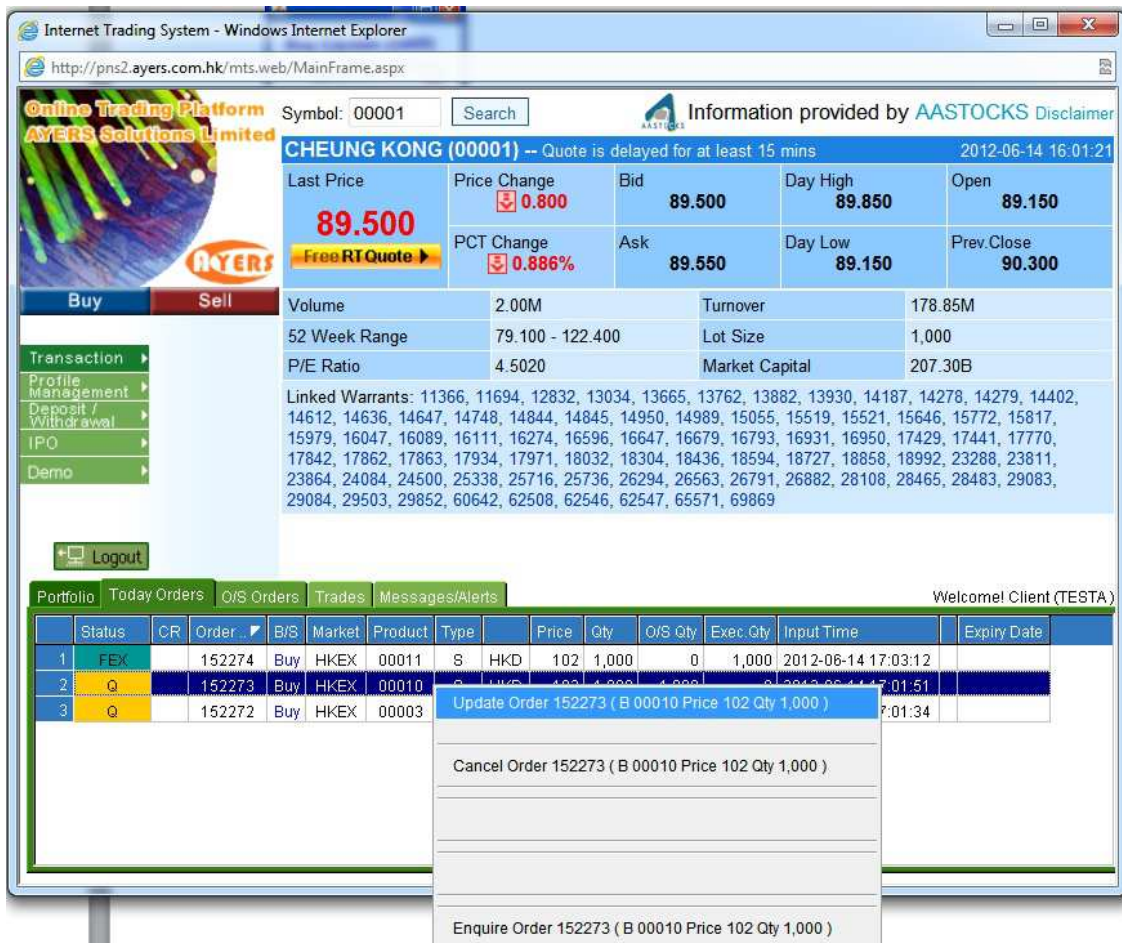 Internet Trading System - Windows Internet Explorer
http://pns2.ayers.com.hk/mts.web/MainFrame.aspx
Online Trading Platform
AYERS Solutions Limited
AYERS
Symbol: 00001 Search
AASTOCKS
Information provided by AASTOCKS Disclaimer
CHEUNG KONG (00001) -- Quote is delayed for at least 15 mins 2012-06-14 16:01:21
Last Price Price Change Bid Day High Open
89.500 0.800 89.500 89.850 89.150
Free RT Quote
PCT Change Ask Day Low Prev.Close
0.886% 89.550 89.150 90.300
Buy Sell
Volume 2.00M Turnover 178.85M
52 Week Range 79.100 - 122.400 Lot Size 1,000
P/E Ratio 4.5020 Market Capital 207.30B
Transaction
Profile
Management
Deposit /
Withdrawal
IPO
Demo
Logout
Linked Warrants: 11366, 11694, 12832, 13034, 13665, 13762, 13882, 13930, 14187, 14278, 14279, 14402,
14612, 14636, 14647, 14748, 14844, 14845, 14950, 14989, 15055, 15519, 15521, 15646, 15772, 15817,
15979, 16047, 16089, 16111, 16274, 16596, 16647, 16679, 16793, 16931, 16950, 17429, 17441, 17770,
17842, 17862, 17863, 17934, 17971, 18032, 18304, 18436, 18594, 18727, 18858, 18992, 23288, 23811,
23864, 24084, 24500, 25338, 25716, 25736, 26294, 26563, 26791, 26882, 28108, 28465, 28483, 29083,
29084, 29503, 29852, 60642, 62508, 62546, 62547, 65571, 69869
Portfolio Today Orders O/S Orders Trades Messages/Alerts Welcome! Client (TESTA)
Status CR Order .. B/S Market Product Type Price Qty O/S Qty Exec.Qty Input Time Expiry Date
1 FEX 152274 Buy HKEX 00011 S HKD 102 1,000 0 1,000 2012-06-14 17:03:12
2 Q 152273 Buy HKEX 00010
3 Q 152272 Buy HKEX 00003 7:01:34
Update Order 152273 ( B 00010 Price 102 Qty 1,000 )
Cancel Order 152273 ( B 00010 Price 102 Qty 1,000 )
Enquire Order 152273 ( B 00010 Price 102 Qty 1,000 )